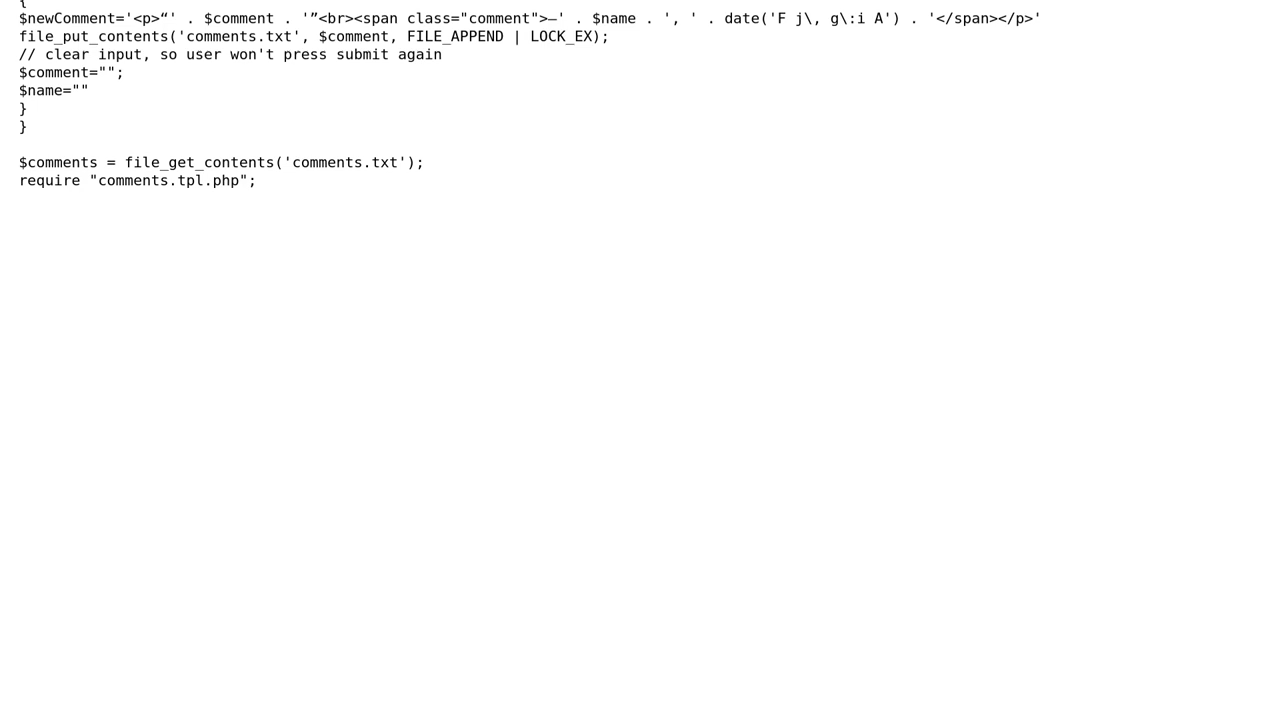 {
$newComment='<p>“' . $comment . '”<br><span class="comment">—' . $name . ', ' . date('F j\, g\:i A') . '</span></p>'
file_put_contents('comments.txt', $comment, FILE_APPEND | LOCK_EX);
// clear input, so user won't press submit again
$comment="";
$name=""
}
}

$comments = file_get_contents('comments.txt');
require "comments.tpl.php";